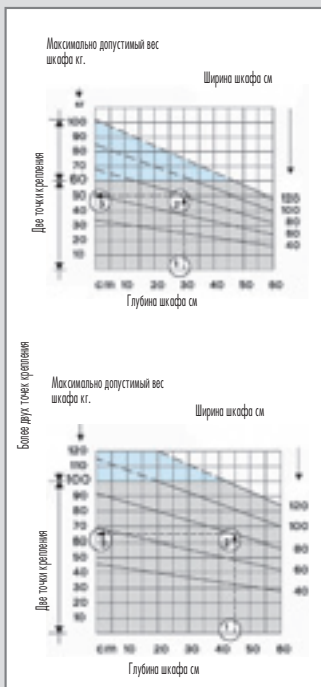 Максимально допустимый вес
шкафа кг.
Ширина шкафа см
кг
100
90
80
70
60
50
40
30
20
10
120
100
80
60
40
Две точки крепления
cm 10 20 30 40 50 60
Глубина шкафа см
Более двух точек крепления
Максимально допустимый вес
шкафа кг.
Ширина шкафа см
120
110
100
90
80
70
60
50
40
30
20
10
120
100
80
60
40
Две точки крепления
cm 10 20 30 40 50 60
Глубина шкафа см